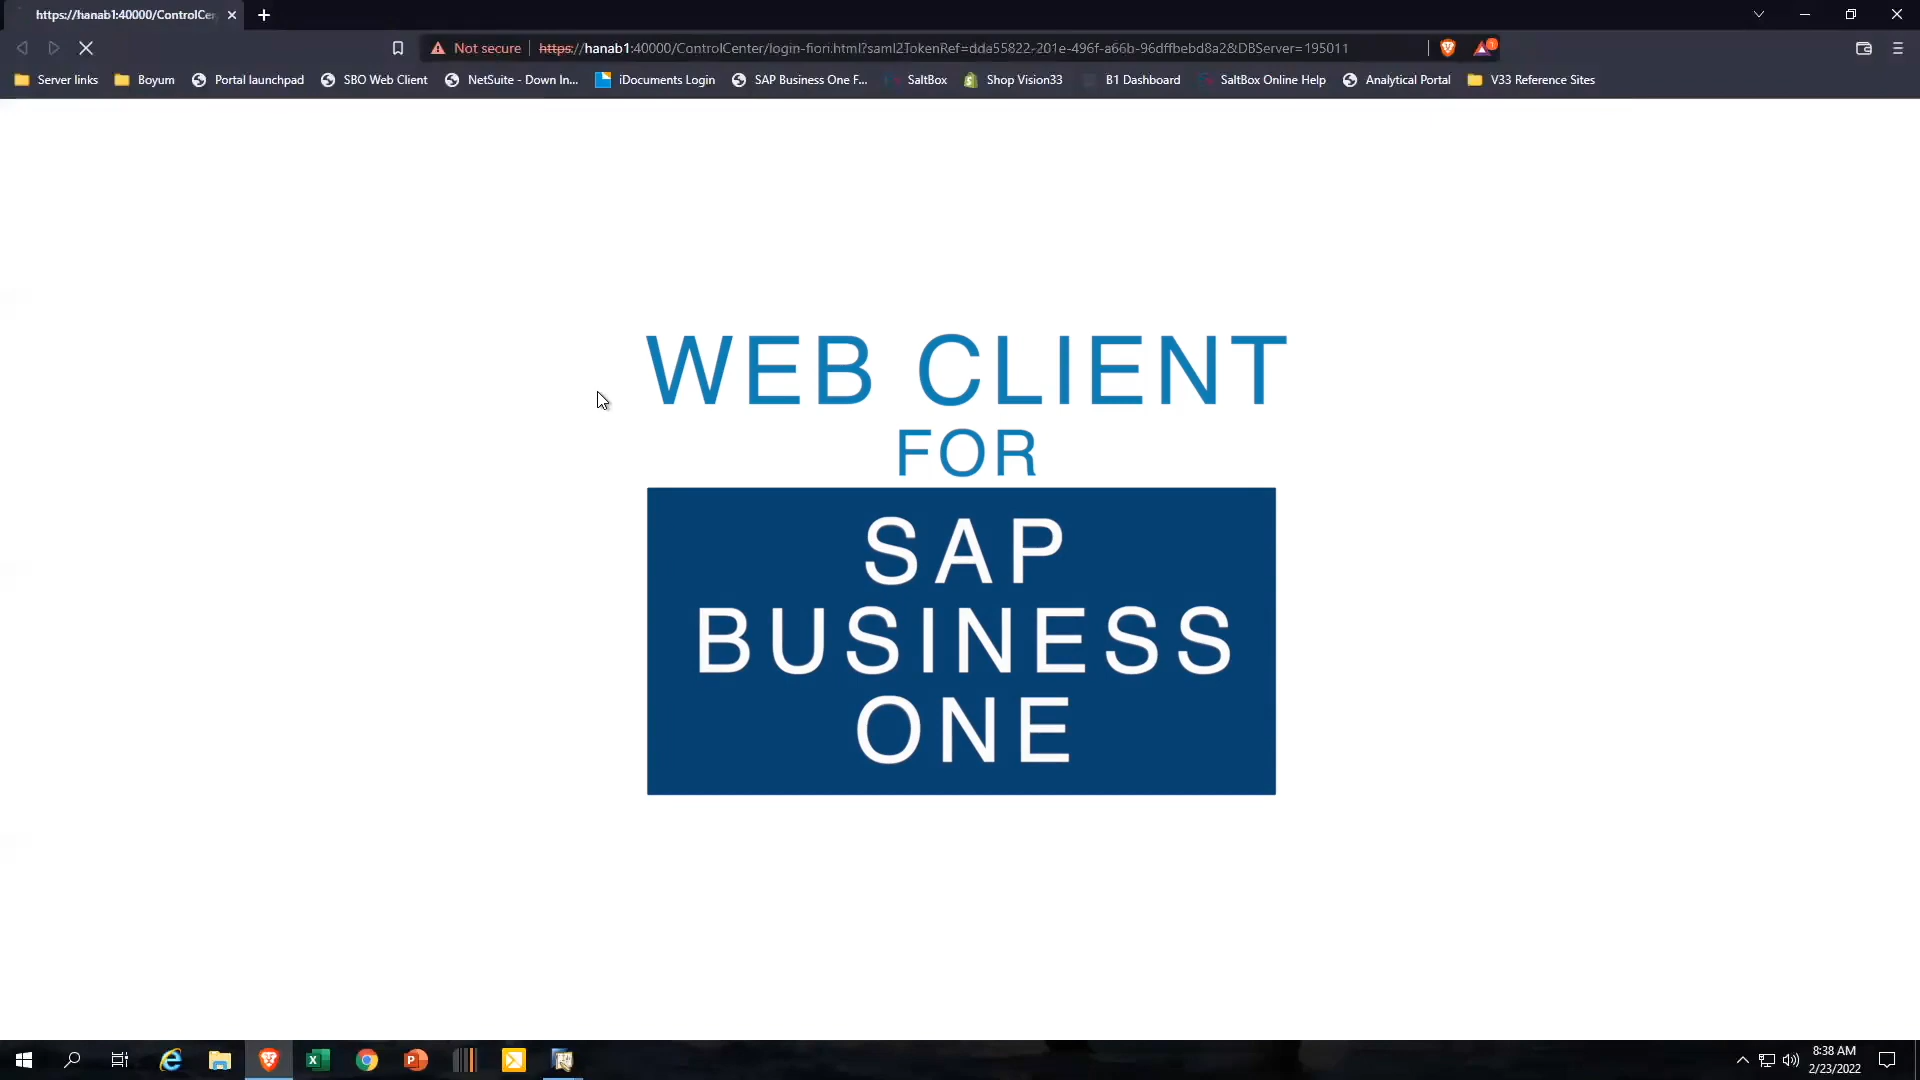 https://hanab1:40000/ControlCen
Not secure
https://hanab1:40000/ControlCenter/login-fiori.html?saml2TokenRef=dda55822-201e-496f-a66b-96dffbebd8a2&DBServer=195011
1
Server links
Boyum
Portal launchpad
SBO Web Client
NetSuite - Down In...
iDocuments Login
SAP Business One F...
SaltBox
Shop Vision33
B1 Dashboard
SaltBox Online Help
Analytical Portal
V33 Reference Sites
WEB CLIENT
FOR
SAP
BUSINESS
ONE
8:38 AM
2/23/2022